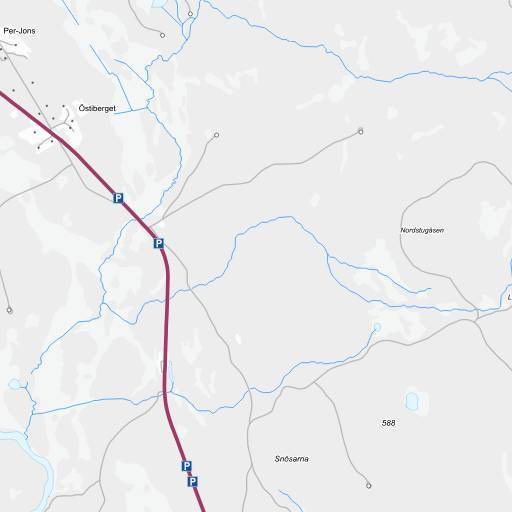 Per-Jons
Östiberget
P
Nordstugåsen
P
L
588
Snösarna
P
P